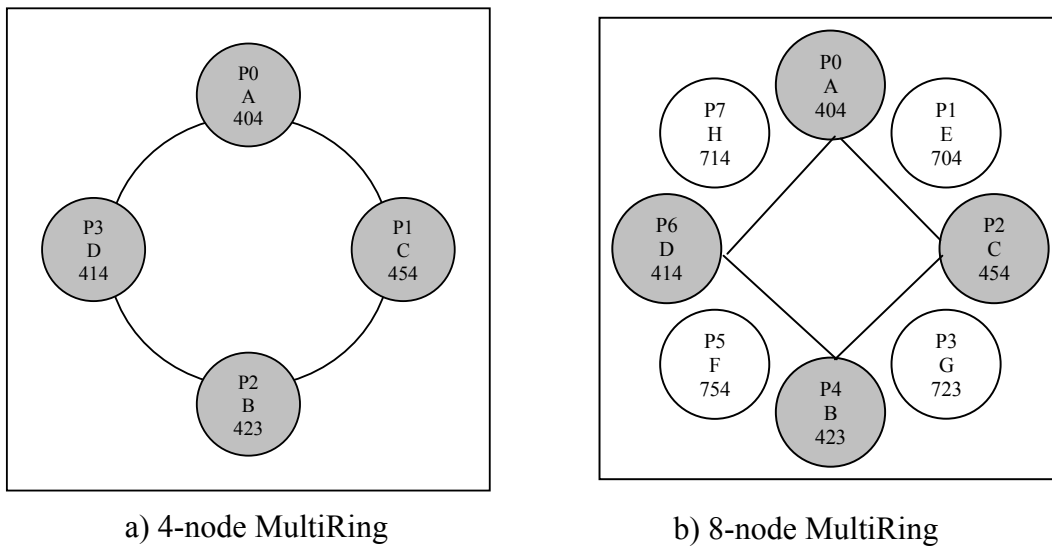 P0
A
404
P3
D
414
P1
C
454
P2
B
423
a) 4-node MultiRing
P0
A
404
P7
H
714
P1
E
704
P6
D
414
P2
C
454
P5
F
754
P3
G
723
P4
B
423
b) 8-node MultiRing